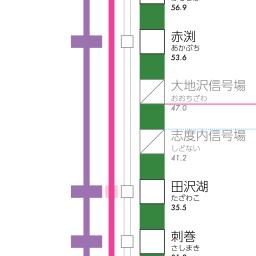 56.9
赤渕
あかぶち
53.6
大地沢信号場
おおちざわ
47.0
志度内信号場
しどない
41.2
田沢湖
たざわこ
35.5
刺巻
さしまき